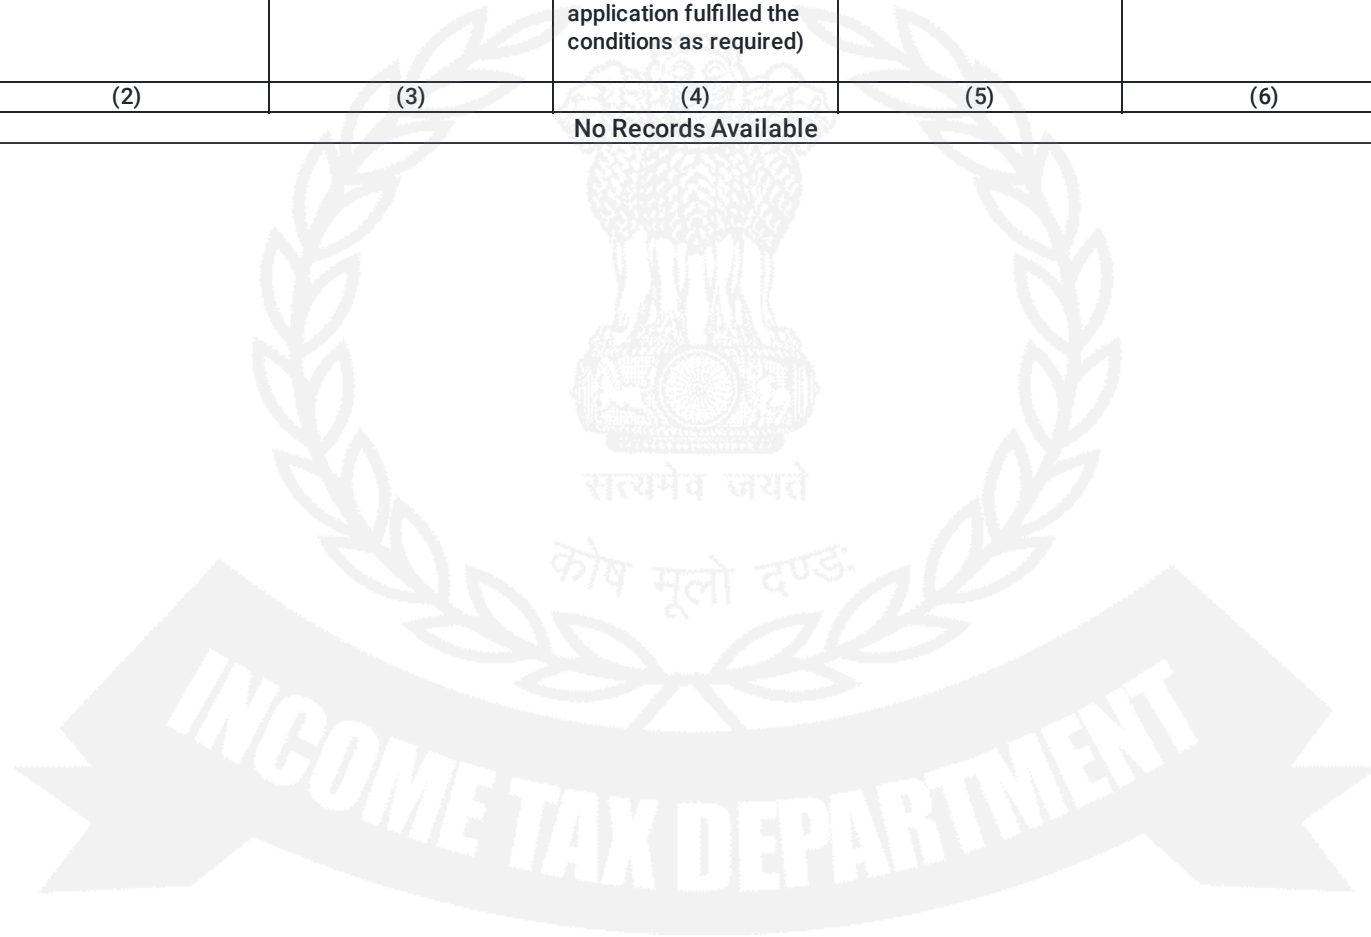 application fulfilled the
conditions as required)
(2) (3) (4) (5) (6)
No Records Available
सत्यमेव जयते
कोष मूलो दण्डः
INCOME TAX DEPARTMENT